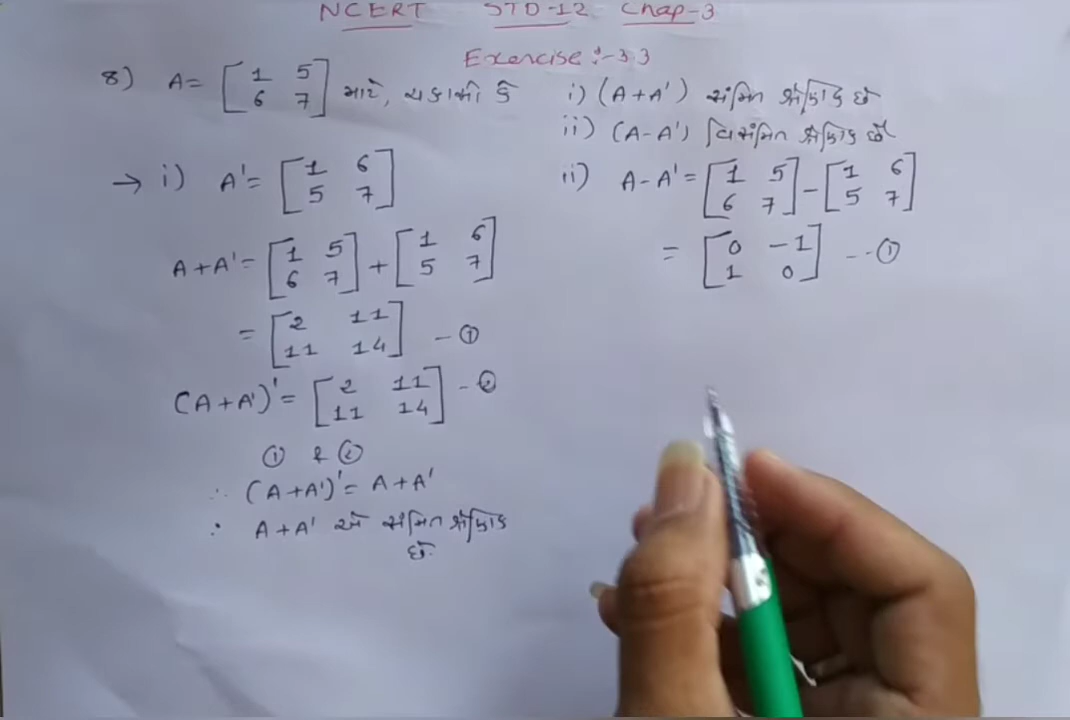 NCERT STD-12 Chap-3
Exercise :- 3.3
8) A = [1 5; 6 7] માટે, ચકાસો કે i) (A+A') સંમિત શ્રેણિક છે
ii) (A-A') વિસંમિત શ્રેણિક છે
→ i) A' = [1 6; 5 7]
A+A' = [1 5; 6 7] + [1 6; 5 7]
= [2 11; 11 14] - ①
(A+A')' = [2 11; 11 14] - ②
① & ②
∴ (A+A')' = A+A'
∴ A+A' એ સંમિત શ્રેણિક
છે.
ii) A-A' = [1 5; 6 7] - [1 6; 5 7]
= [0 -1; 1 0] -- ①